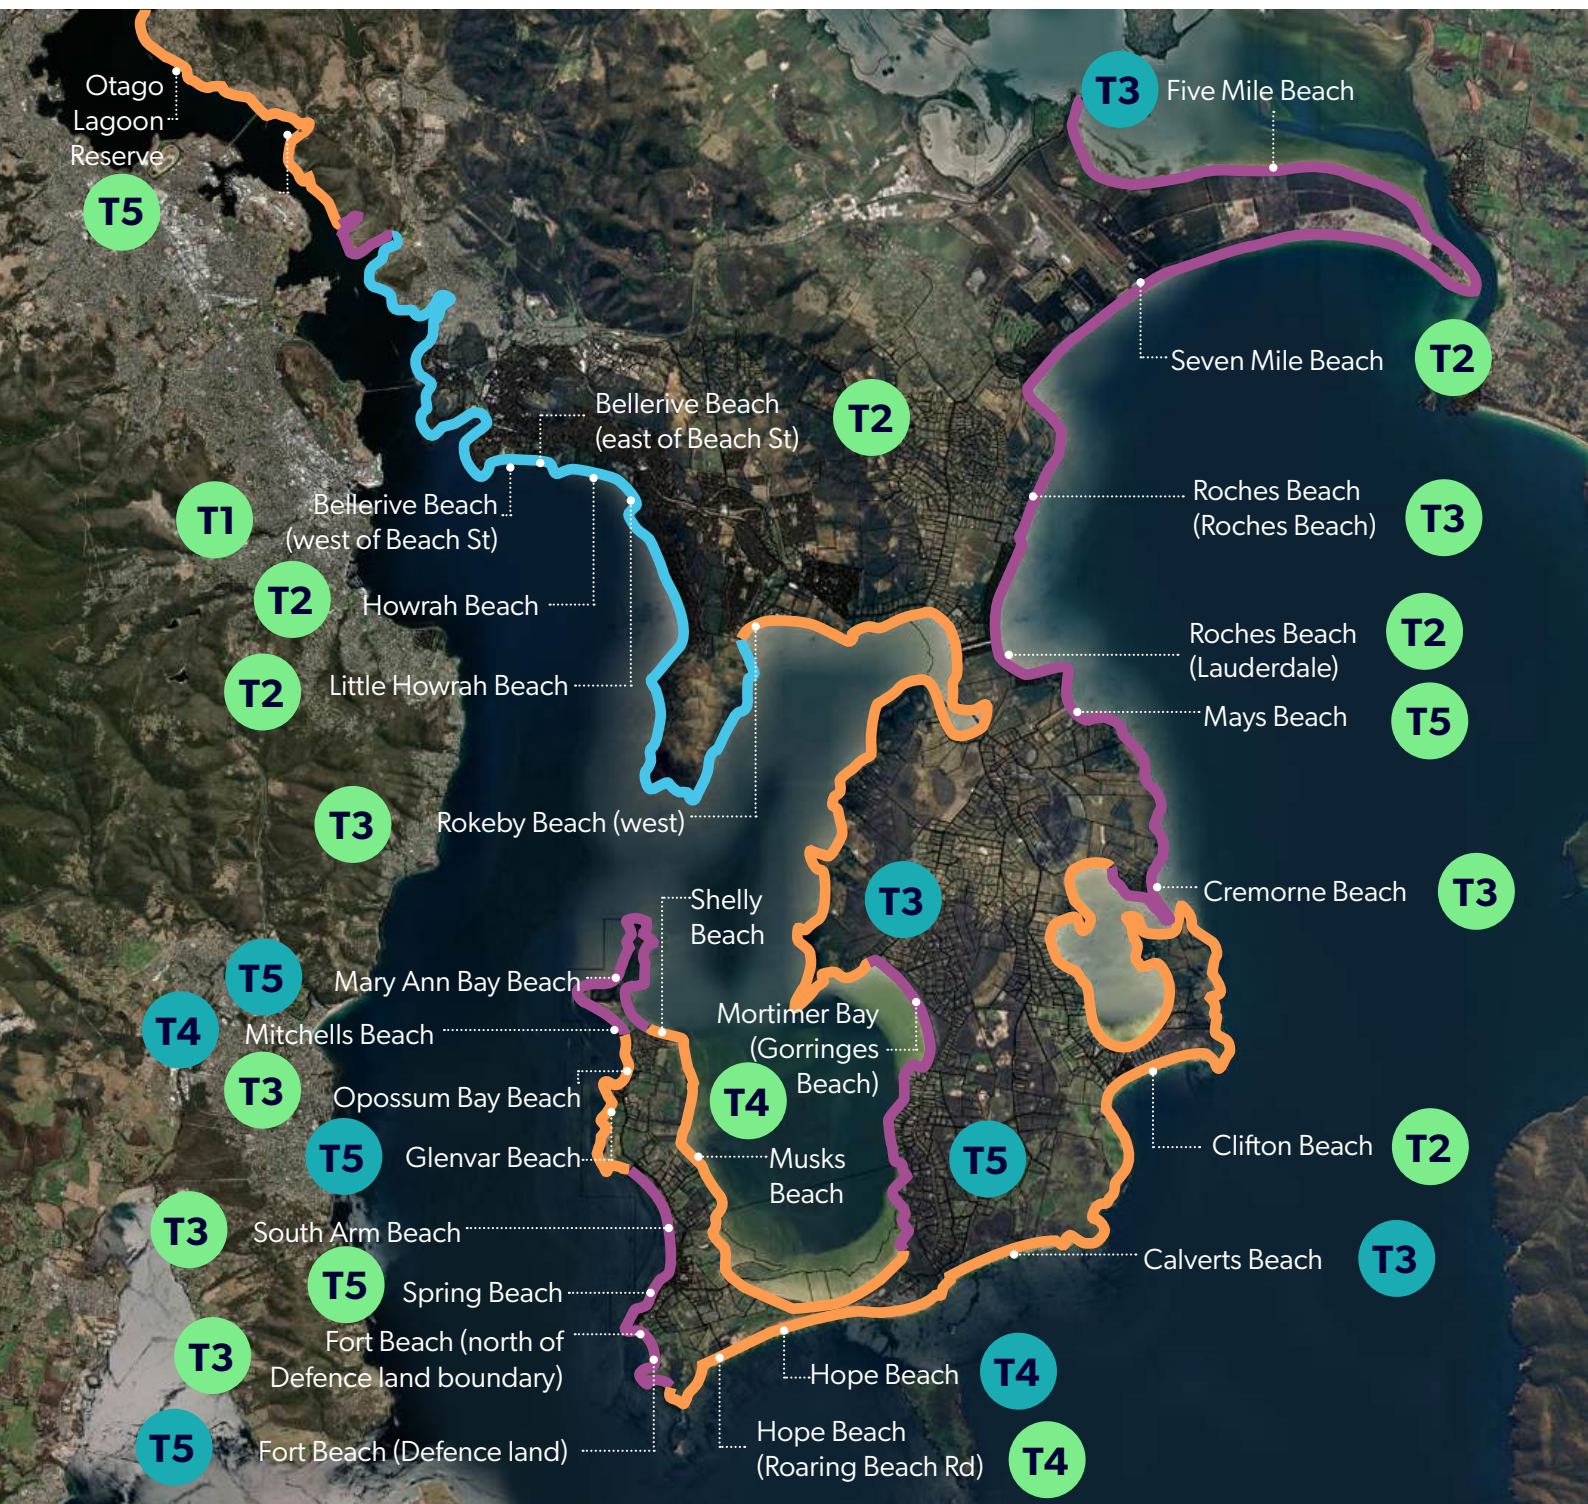 Otago
Lagoon
Reserve
T5
T3
Five Mile Beach
Seven Mile Beach
T2
Bellerive Beach
(east of Beach St)
T2
T1
Bellerive Beach
(west of Beach St)
Roches Beach
(Roches Beach)
T3
T2
Howrah Beach
Roches Beach
(Lauderdale)
T2
T2
Little Howrah Beach
Mays Beach
T5
T3
Rokeby Beach (west)
Shelly
Beach
T3
Cremorne Beach
T3
T5
Mary Ann Bay Beach
T4
Mitchells Beach
Mortimer Bay
(Gorringes
Beach)
T3
Opossum Bay Beach
T4
T5
Glenvar Beach
Musks
Beach
T5
Clifton Beach
T2
T3
South Arm Beach
Calverts Beach
T3
T5
Spring Beach
T3
Fort Beach (north of
Defence land boundary)
Hope Beach
T4
T5
Fort Beach (Defence land)
Hope Beach
(Roaring Beach Rd)
T4